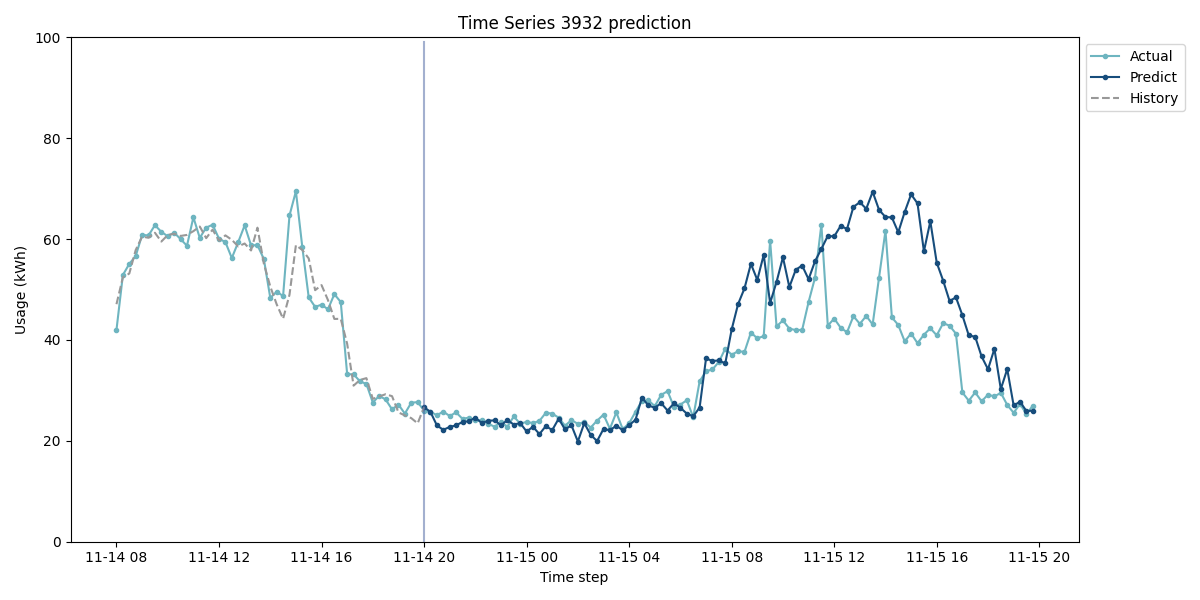 Time Series 3932 prediction
Usage (kWh)
100
80
60
40
20
0
11-14 08
11-14 12
11-14 16
11-14 20
11-15 00
11-15 04
11-15 08
11-15 12
11-15 16
11-15 20
Time step
Actual
Predict
History